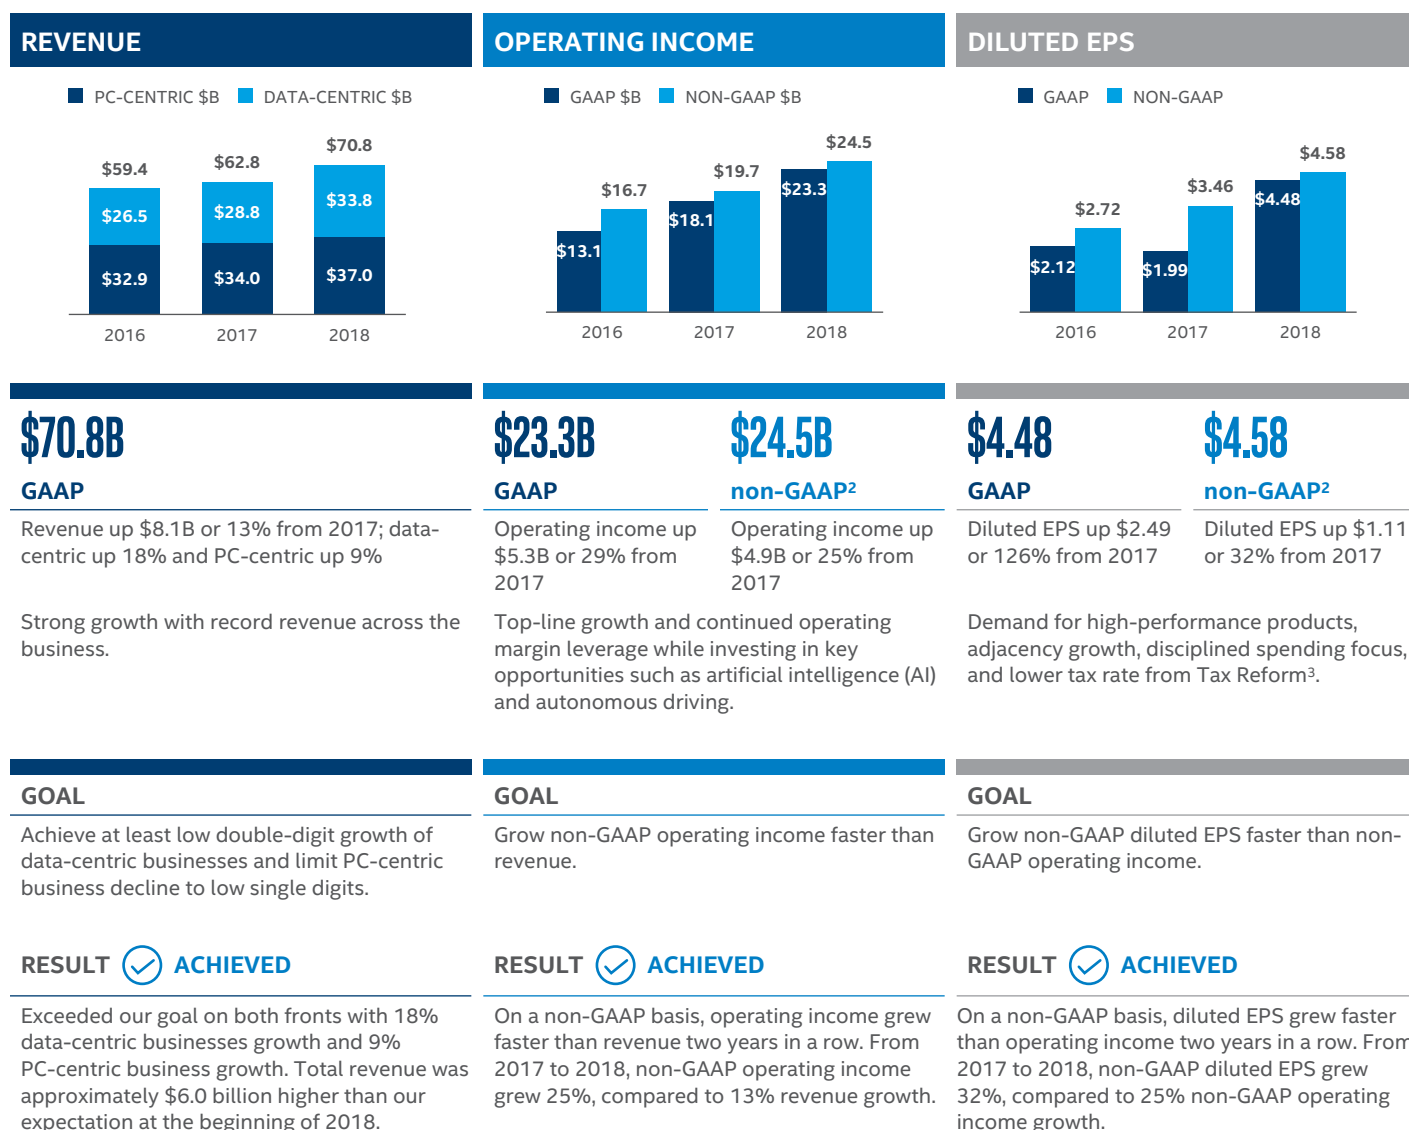 REVENUE
PC-CENTRIC $B DATA-CENTRIC $B
$59.4 $62.8 $70.8
$26.5 $28.8 $33.8
$32.9 $34.0 $37.0
2016 2017 2018
OPERATING INCOME
GAAP $B NON-GAAP $B
$13.1 $16.7 $18.1 $19.7 $23.3 $24.5
2016 2017 2018
DILUTED EPS
GAAP NON-GAAP
$2.12 $2.72 $1.99 $3.46 $4.48 $4.58
2016 2017 2018
$70.8B
GAAP
Revenue up $8.1B or 13% from 2017; data-
centric up 18% and PC-centric up 9%
Strong growth with record revenue across the
business.
$23.3B
GAAP
Operating income up
$5.3B or 29% from
2017
$24.5B
non-GAAP²
Operating income up
$4.9B or 25% from
2017
Top-line growth and continued operating
margin leverage while investing in key
opportunities such as artificial intelligence (AI)
and autonomous driving.
$4.48
GAAP
Diluted EPS up $2.49
or 126% from 2017
$4.58
non-GAAP²
Diluted EPS up $1.11
or 32% from 2017
Demand for high-performance products,
adjacency growth, disciplined spending focus,
and lower tax rate from Tax Reform³.
GOAL
Achieve at least low double-digit growth of
data-centric businesses and limit PC-centric
business decline to low single digits.
GOAL
Grow non-GAAP operating income faster than
revenue.
GOAL
Grow non-GAAP diluted EPS faster than non-
GAAP operating income.
RESULT ACHIEVED
Exceeded our goal on both fronts with 18%
data-centric businesses growth and 9%
PC-centric business growth. Total revenue was
approximately $6.0 billion higher than our
expectation at the beginning of 2018.
RESULT ACHIEVED
On a non-GAAP basis, operating income grew
faster than revenue two years in a row. From
2017 to 2018, non-GAAP operating income
grew 25%, compared to 13% revenue growth.
RESULT ACHIEVED
On a non-GAAP basis, diluted EPS grew faster
than operating income two years in a row. From
2017 to 2018, non-GAAP diluted EPS grew
32%, compared to 25% non-GAAP operating
income growth.